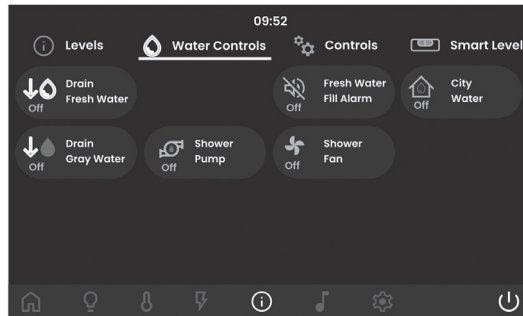 09:52
Levels
Water Controls
Controls
Smart Level
Drain
Fresh Water
Off
Fresh Water
Fill Alarm
Off
City
Water
Off
Drain
Gray Water
Off
Shower
Pump
Off
Shower
Fan
Off